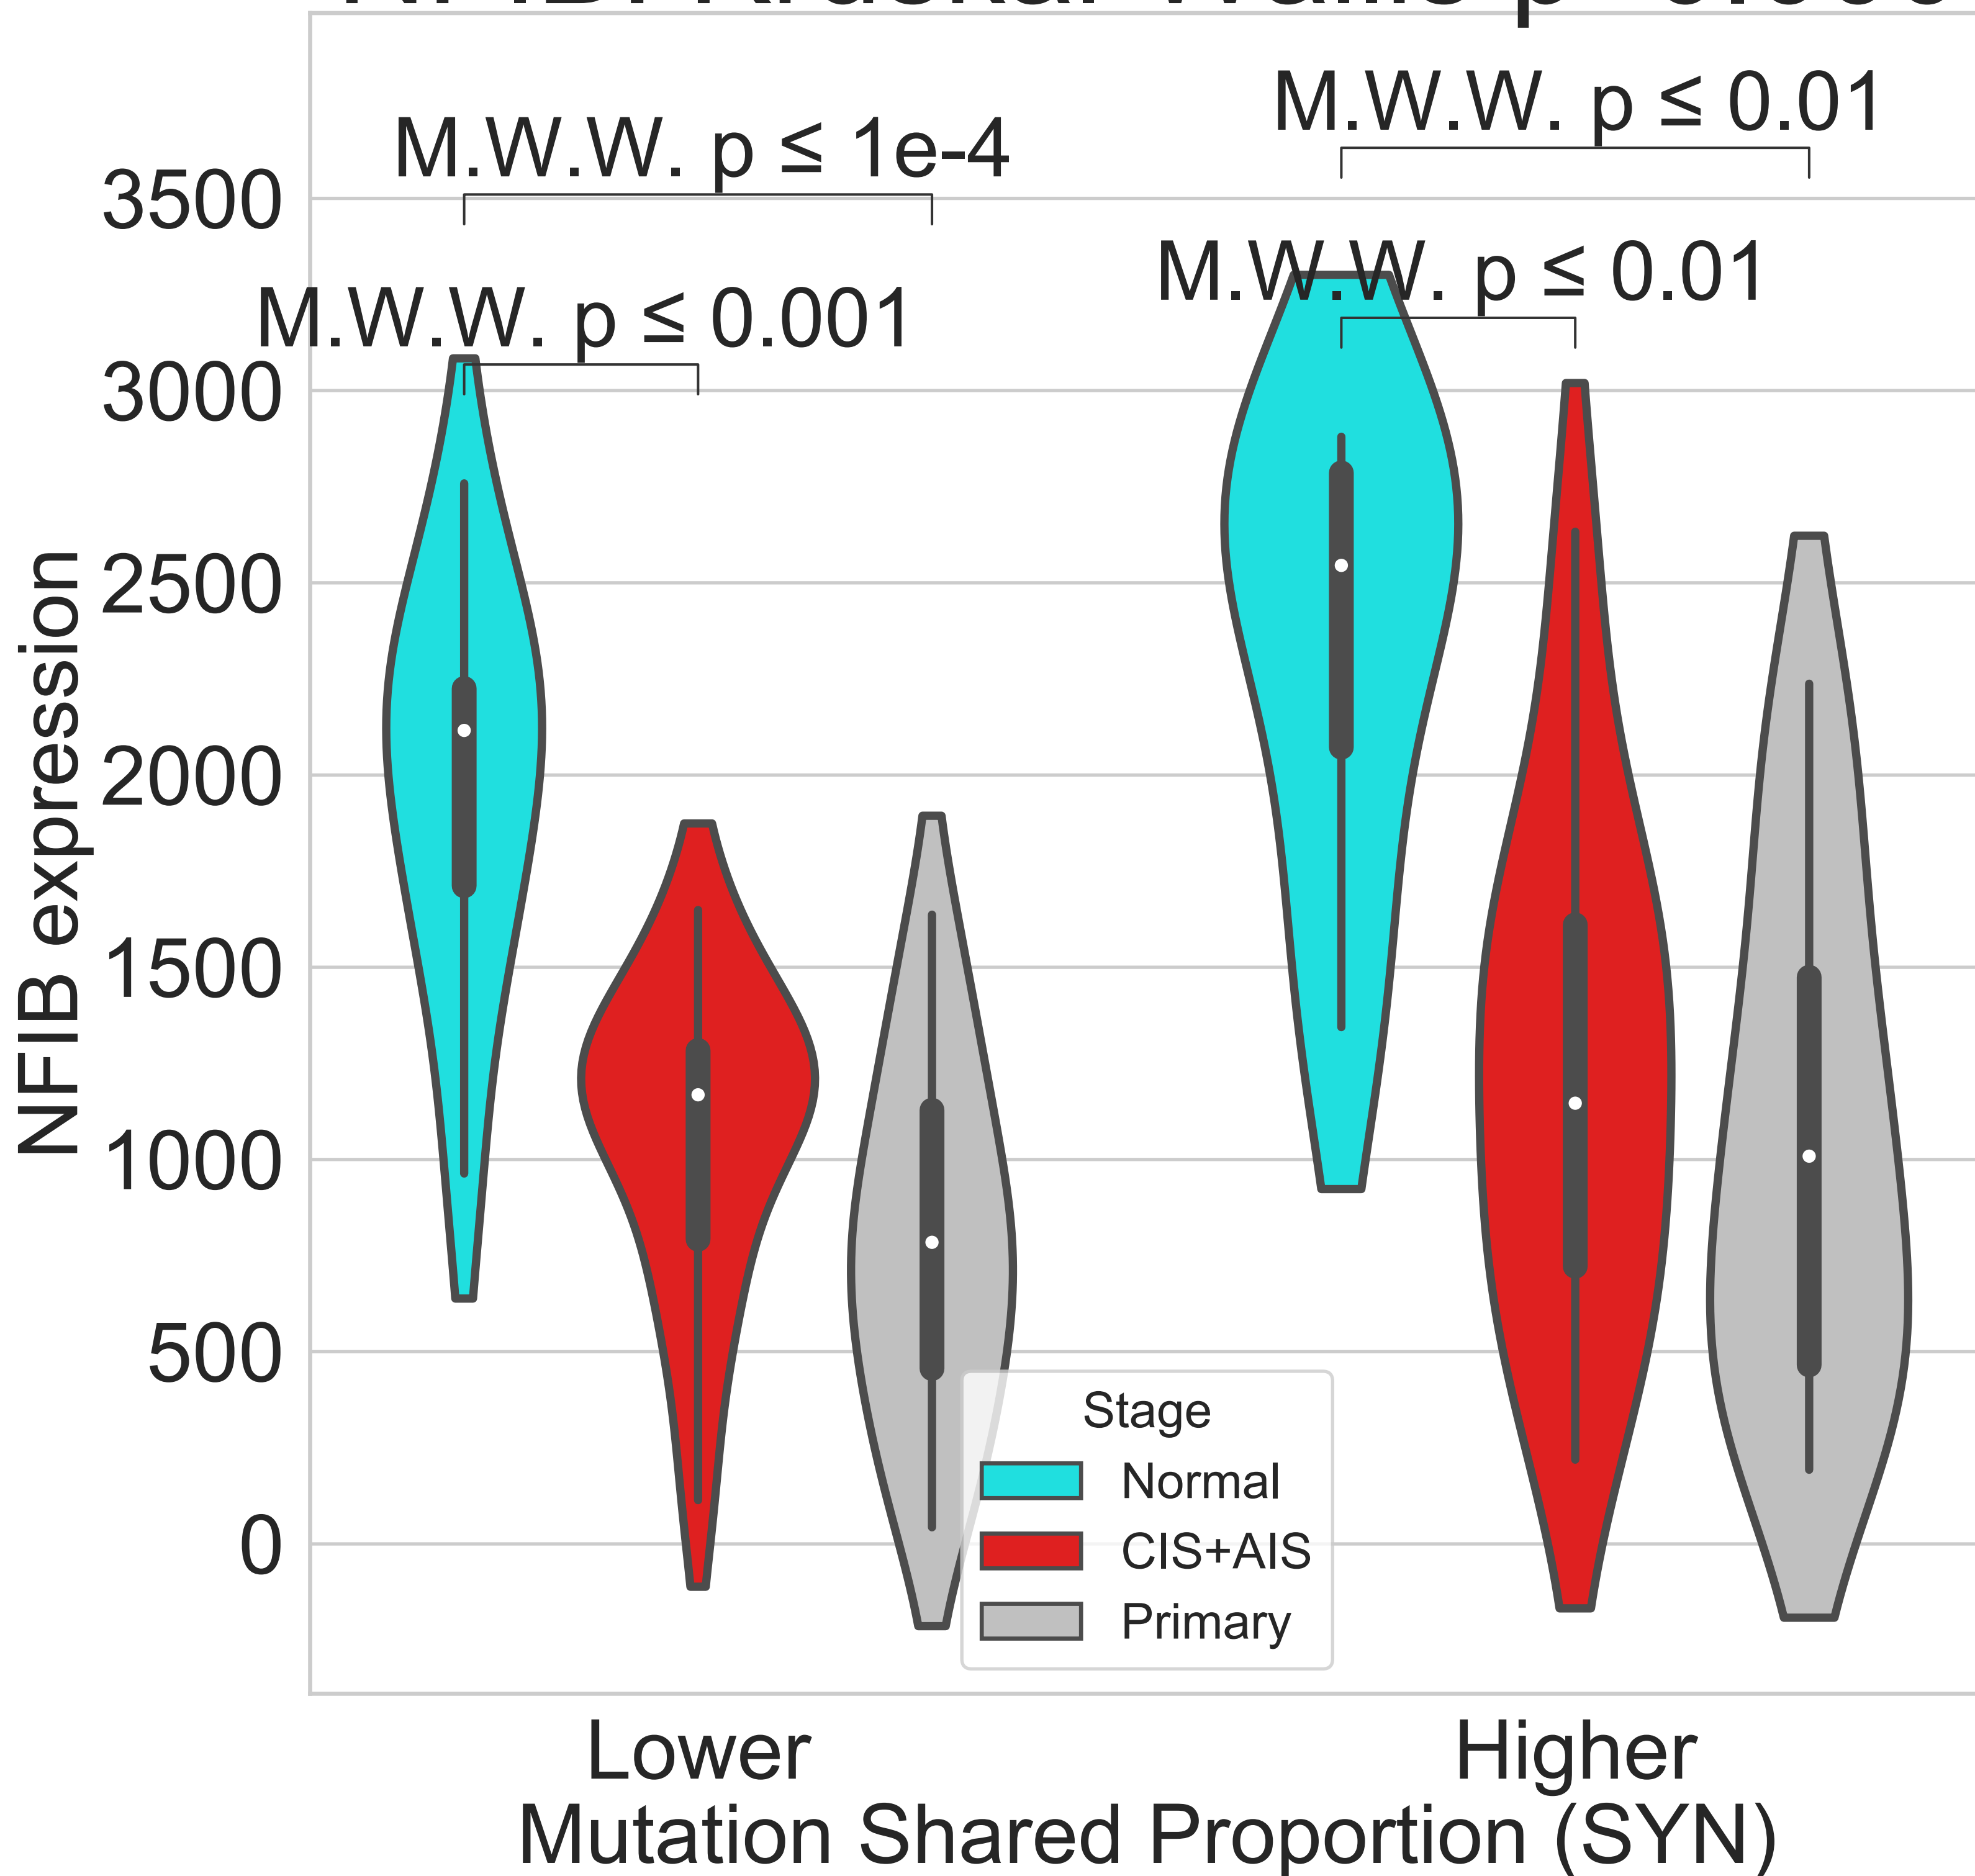 M.W.W. p ≤ 0.01
M.W.W. p ≤ 1e-4
M.W.W. p ≤ 0.01
M.W.W. p ≤ 0.001
3500
3000
2500
2000
1500
1000
500
0
NFIB expression
Stage
Normal
CIS+AIS
Primary
Lower
Higher
Mutation Shared Proportion (SYN)